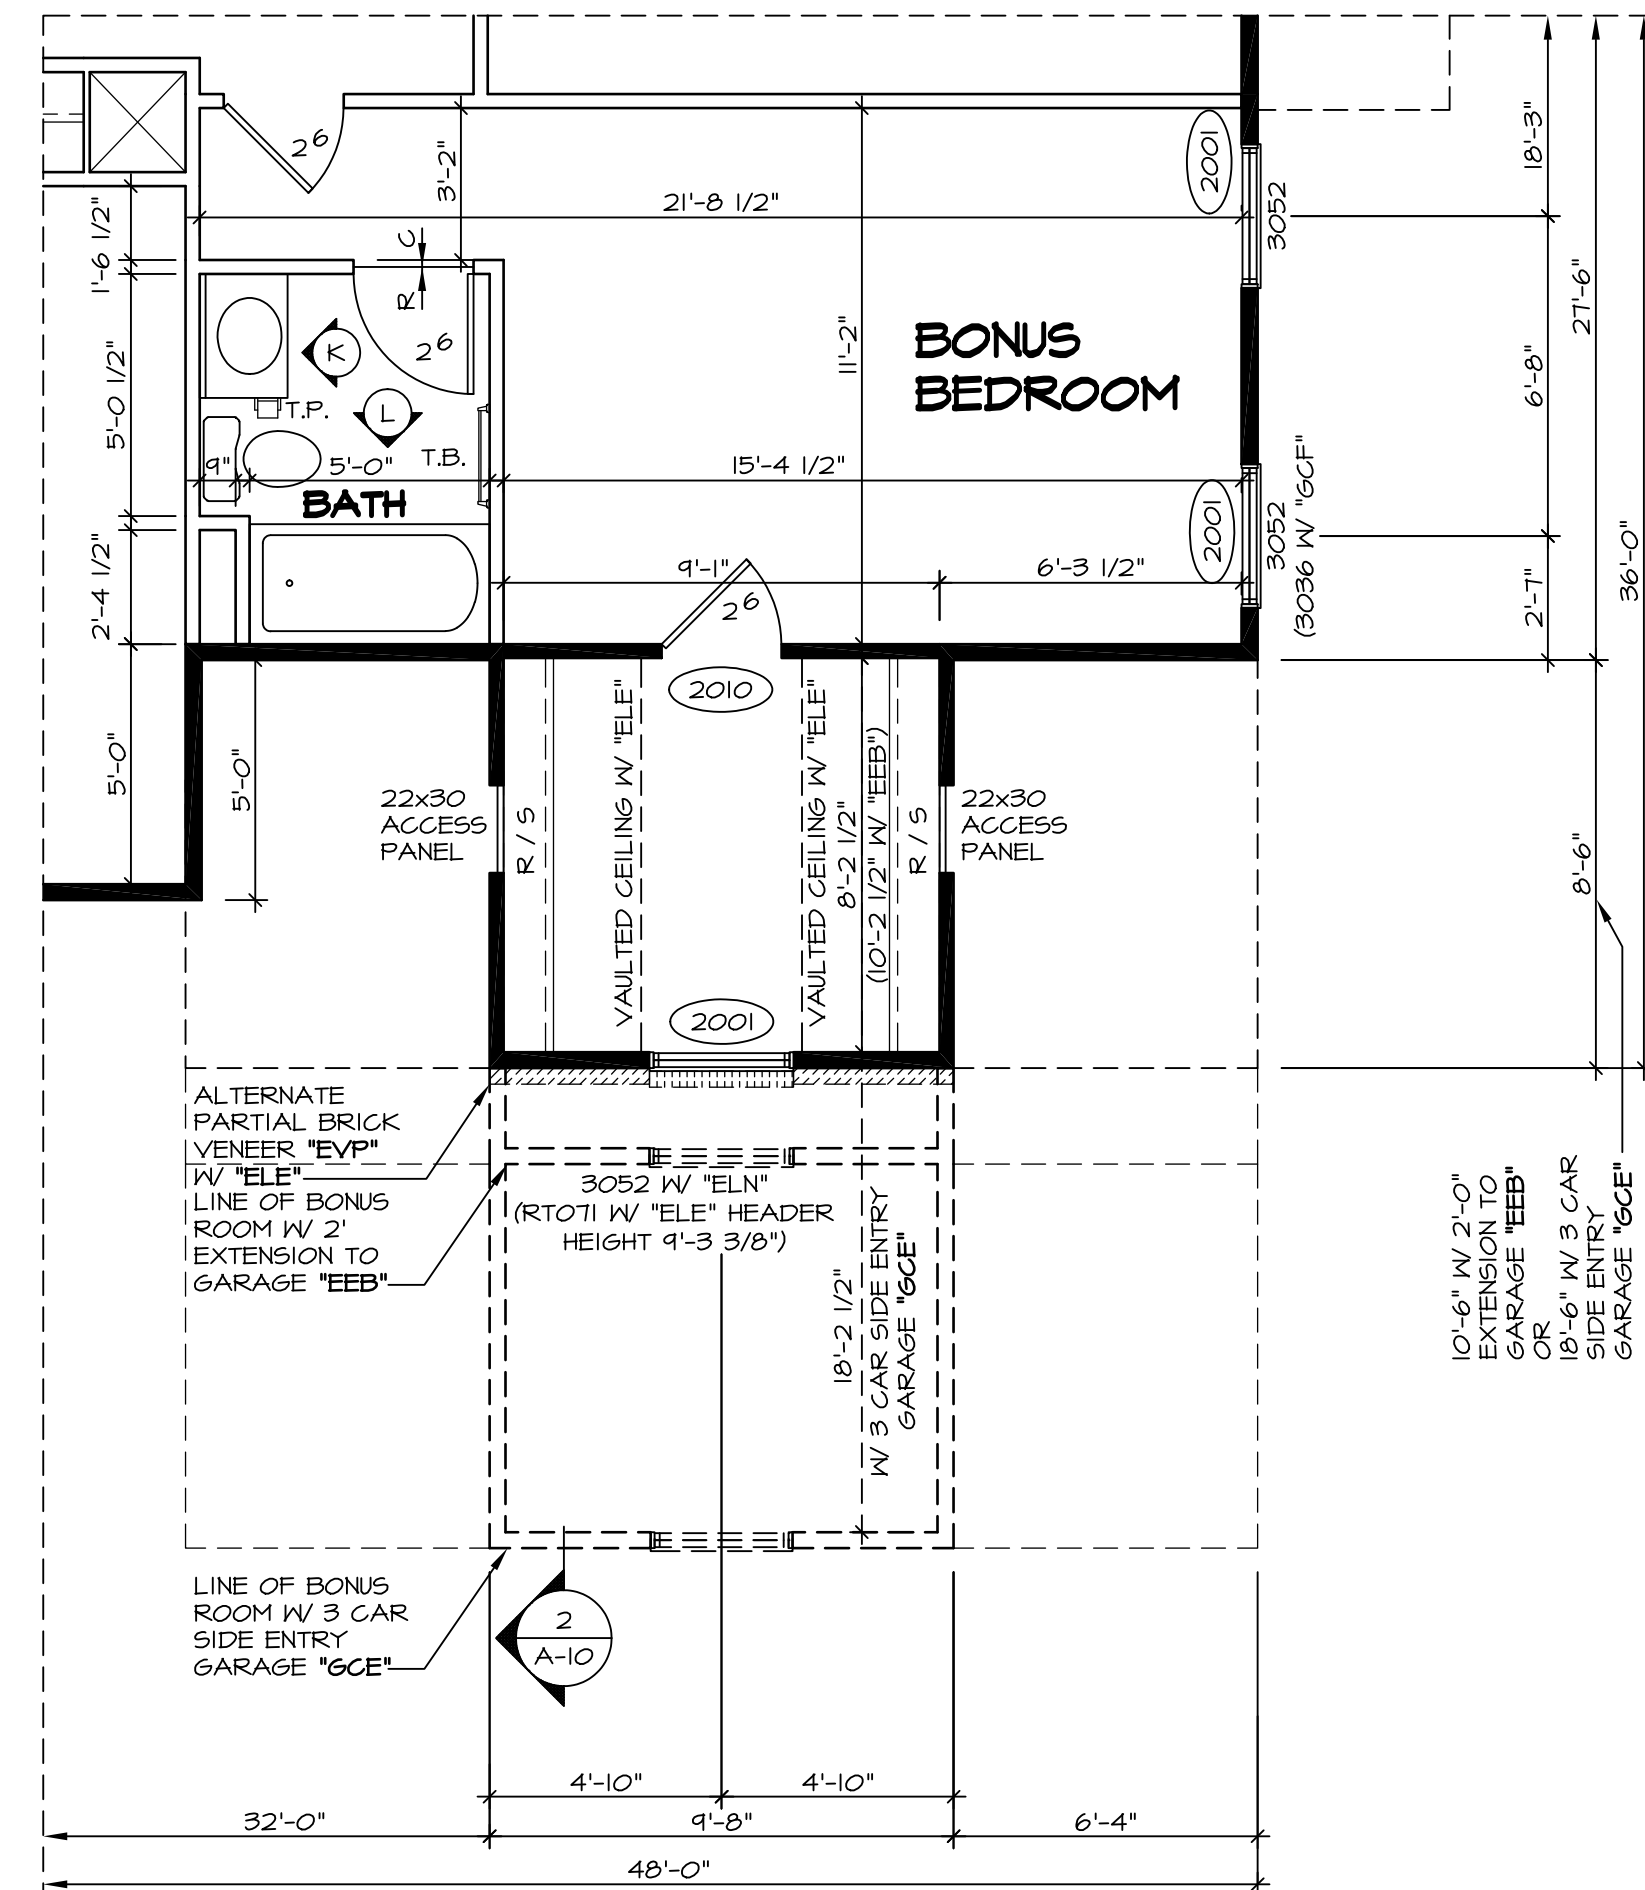 2⁶
3'-2"
21'-8 1/2"
2001
3052
18'-3"
1'-6 1/2"
C
R
2⁶
K
L
T.P.
T.B.
5'-0 1/2"
11'-2"
BONUS
BEDROOM
27'-6"
6'-8"
9"
5'-0"
BATH
15'-4 1/2"
2001
3052
(3036 W/ "GCF"
36'-0"
2'-4 1/2"
9'-1"
6'-3 1/2"
2⁶
2'-7"
2010
5'-0"
5'-0"
22x30
ACCESS
PANEL
R / S
VAULTED CEILING W/ "ELE"
VAULTED CEILING W/ "ELE"
8'-2 1/2"
(10'-2 1/2" W/ "EEB")
R / S
22x30
ACCESS
PANEL
8'-6"
2001
ALTERNATE
PARTIAL BRICK
VENEER "EVP"
W/ "ELE"
LINE OF BONUS
ROOM W/ 2'
EXTENSION TO
GARAGE "EEB"
3052 W/ "ELN"
(RT071 W/ "ELE" HEADER
HEIGHT 9'-3 3/8")
18'-2 1/2"
W/ 3 CAR SIDE ENTRY
GARAGE "GCE"
10'-6" W/ 2'-0"
EXTENSION TO
GARAGE "EEB"
OR
18'-6" W/ 3 CAR
SIDE ENTRY
GARAGE "GCE"
LINE OF BONUS
ROOM W/ 3 CAR
SIDE ENTRY
GARAGE "GCE"
2
A-10
4'-10"
4'-10"
32'-0"
9'-8"
6'-4"
48'-0"